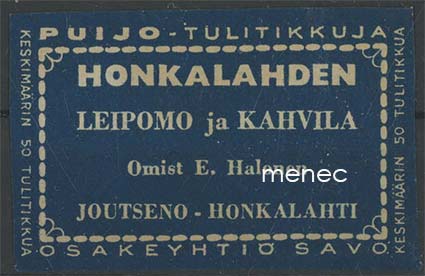 PUIJO-TULITIKKUJA
KESKIMÄÄRIN 50 TULITIKKUA
HONKALAHDEN
LEIPOMO ja KAHVILA
Omist E. Halonen
menec
JOUTSENO - HONKALAHTI
KESKIMÄÄRIN 50 TULITIKKUA
OSAKEYHTIÖ SAVO